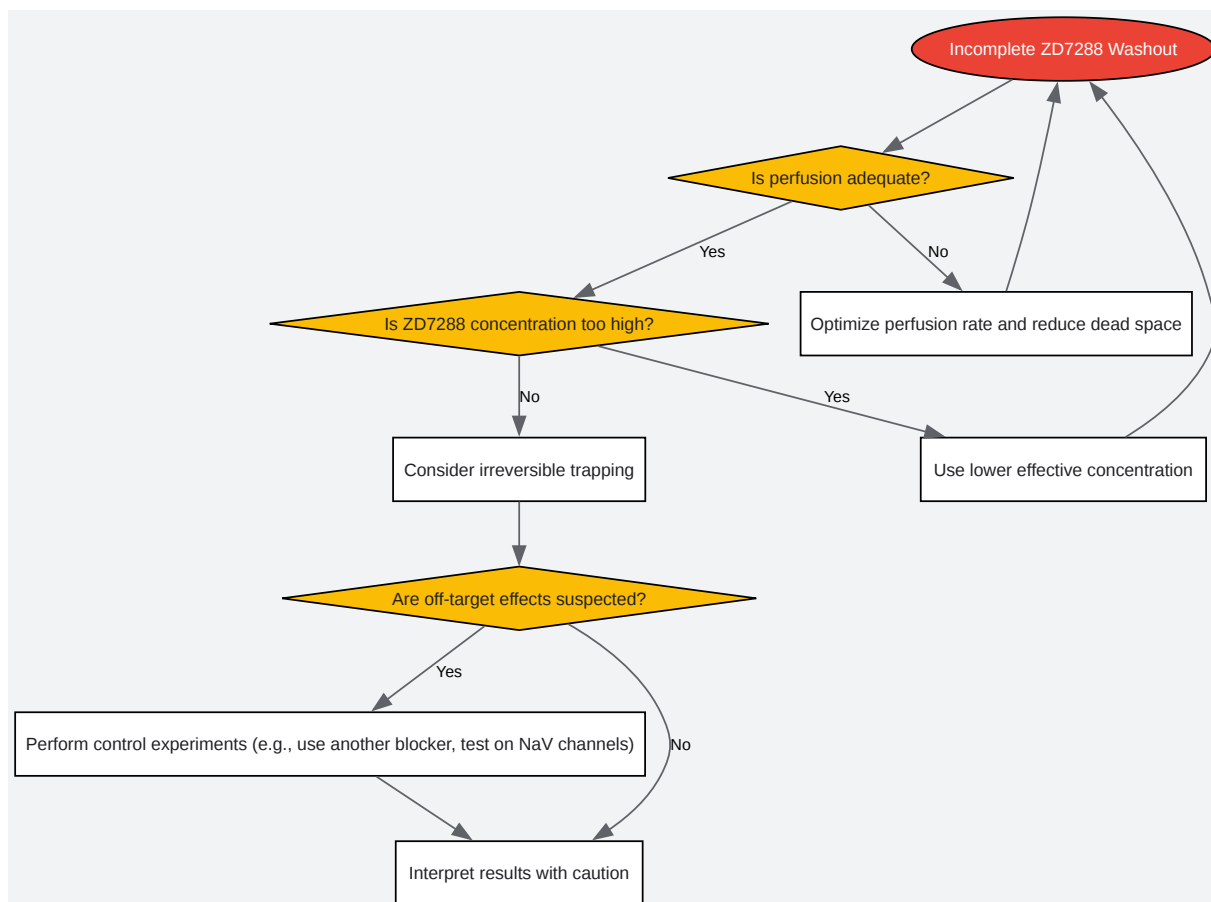 Incomplete ZD7288 Washout
Is perfusion adequate?
Yes
No
Is ZD7288 concentration too high?
Optimize perfusion rate and reduce dead space
No
Yes
Consider irreversible trapping
Use lower effective concentration
Are off-target effects suspected?
Yes
Perform control experiments (e.g., use another blocker, test on NaV channels)
No
Interpret results with caution